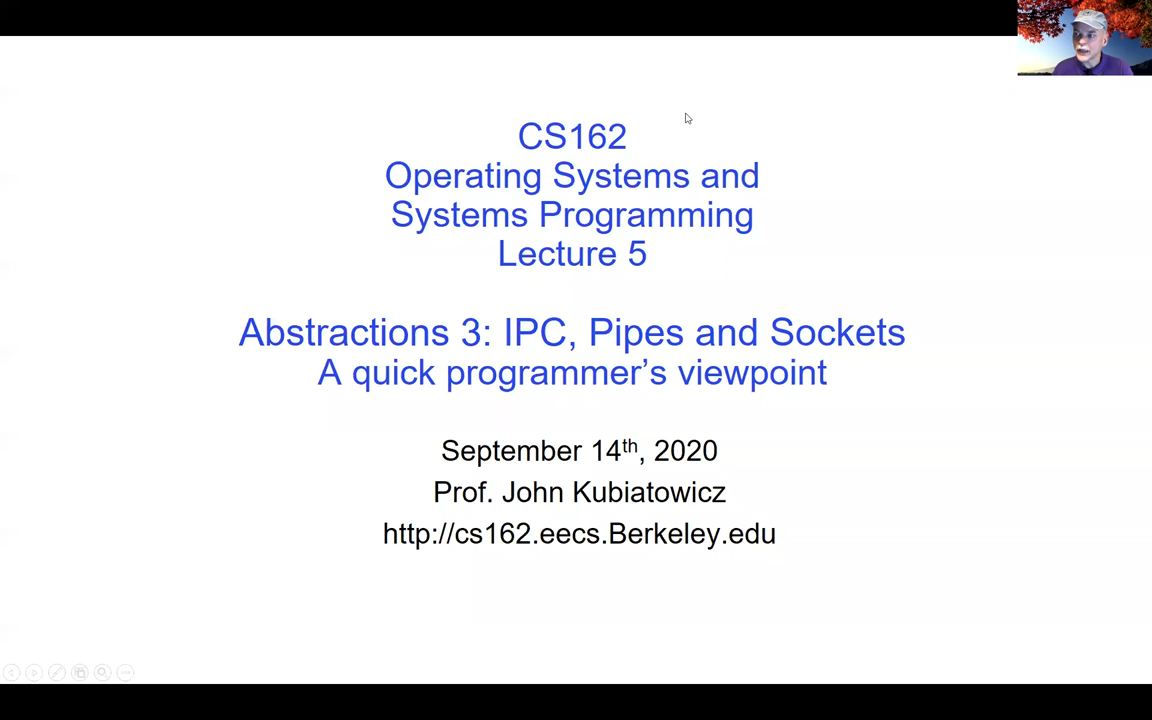 CS162
Operating Systems and
Systems Programming
Lecture 5
Abstractions 3: IPC, Pipes and Sockets
A quick programmer’s viewpoint
September 14th, 2020
Prof. John Kubiatowicz
http://cs162.eecs.Berkeley.edu